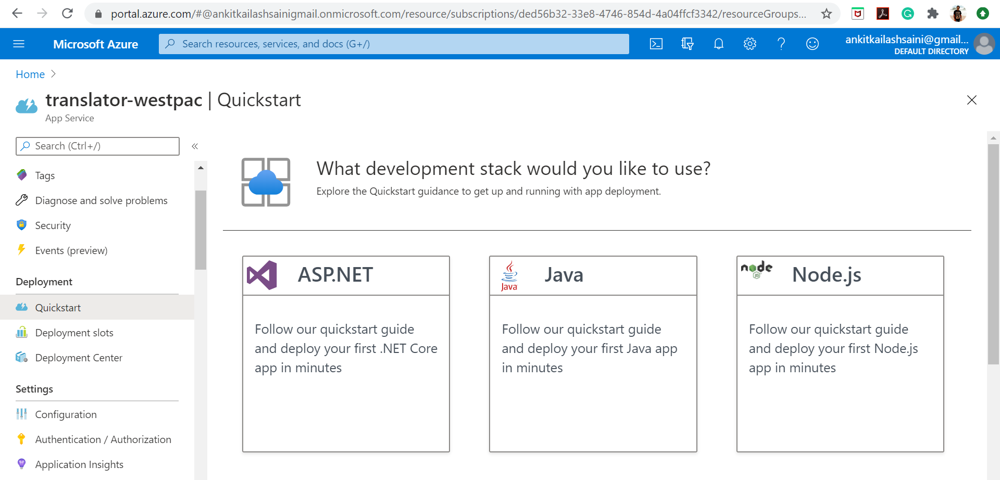 portal.azure.com/#@ankitkailashsainigmail.onmicrosoft.com/resource/subscriptions/ded56b32-33e8-4746-854d-4a04ffcf3342/resourceGroups...
Microsoft Azure
Search resources, services, and docs (G+/)
ankitkailashsaini@gmail...
DEFAULT DIRECTORY
Home >
translator-westpac | Quickstart
App Service
Search (Ctrl+/)
«
Tags
Diagnose and solve problems
Security
Events (preview)
Deployment
Quickstart
Deployment slots
Deployment Center
Settings
Configuration
Authentication / Authorization
Application Insights
What development stack would you like to use?
Explore the Quickstart guidance to get up and running with app deployment.
ASP.NET
Follow our quickstart guide
and deploy your first .NET Core
app in minutes
Java
Java
Follow our quickstart guide
and deploy your first Java app
in minutes
node
JS
Node.js
Follow our quickstart guide
and deploy your first Node.js
app in minutes